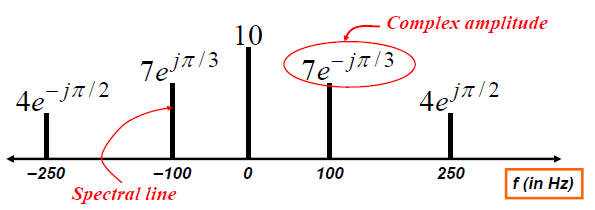 Complex amplitude
10
7e^{jπ/3}
7e^{-jπ/3}
4e^{-jπ/2}
4e^{jπ/2}
-250 -100 0 100 250
f (in Hz)
Spectral line